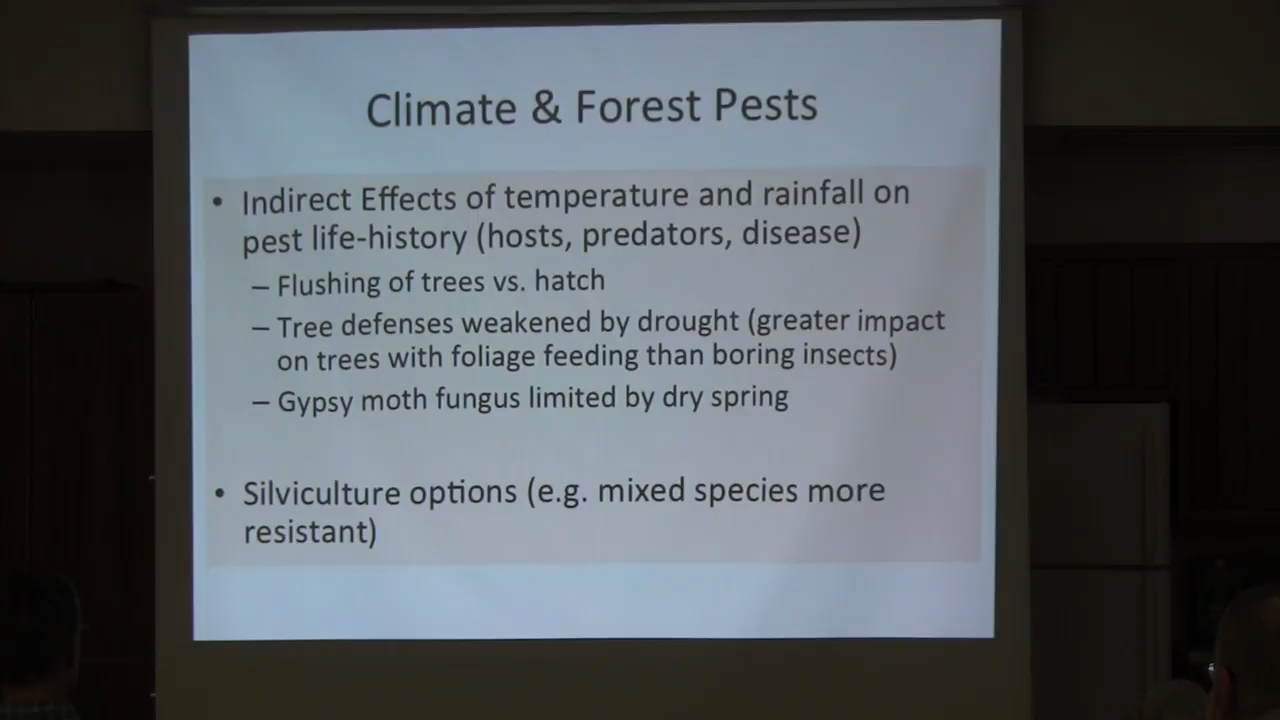 Climate & Forest Pests
• Indirect Effects of temperature and rainfall on
pest life-history (hosts, predators, disease)
– Flushing of trees vs. hatch
– Tree defenses weakened by drought (greater impact
on trees with foliage feeding than boring insects)
– Gypsy moth fungus limited by dry spring
• Silviculture options (e.g. mixed species more
resistant)